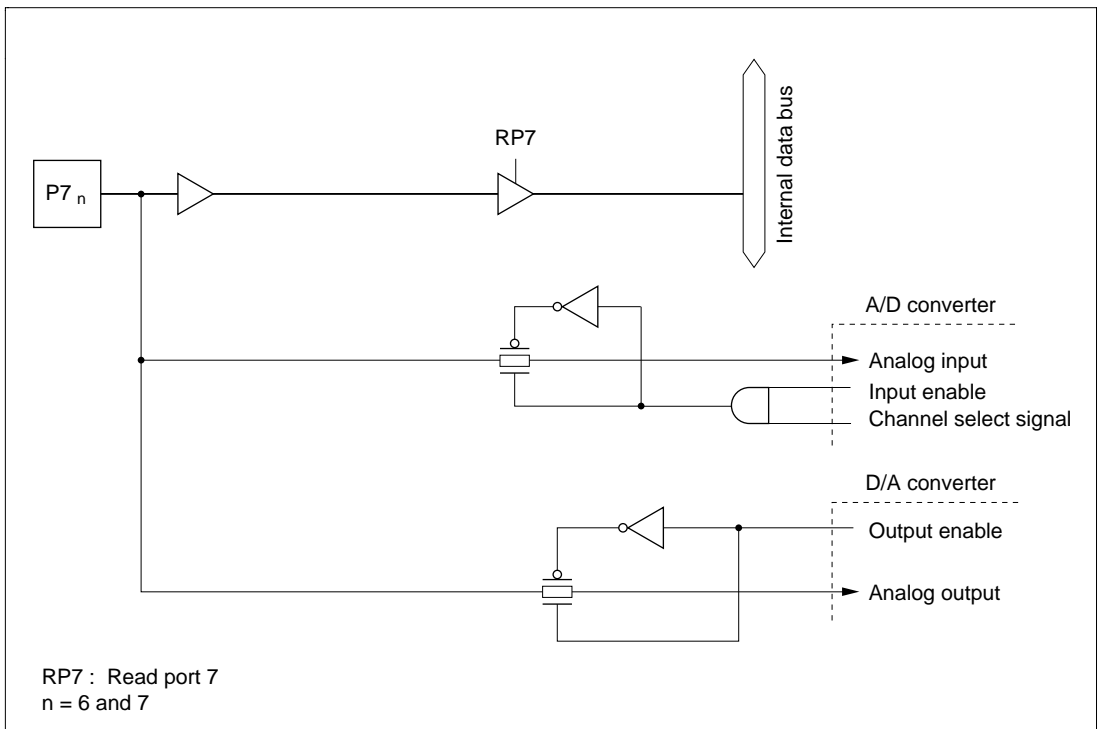 RP7
P7 n
Internal data bus
A/D converter
Analog input
Input enable
Channel select signal
D/A converter
Output enable
Analog output
RP7 : Read port 7
n = 6 and 7